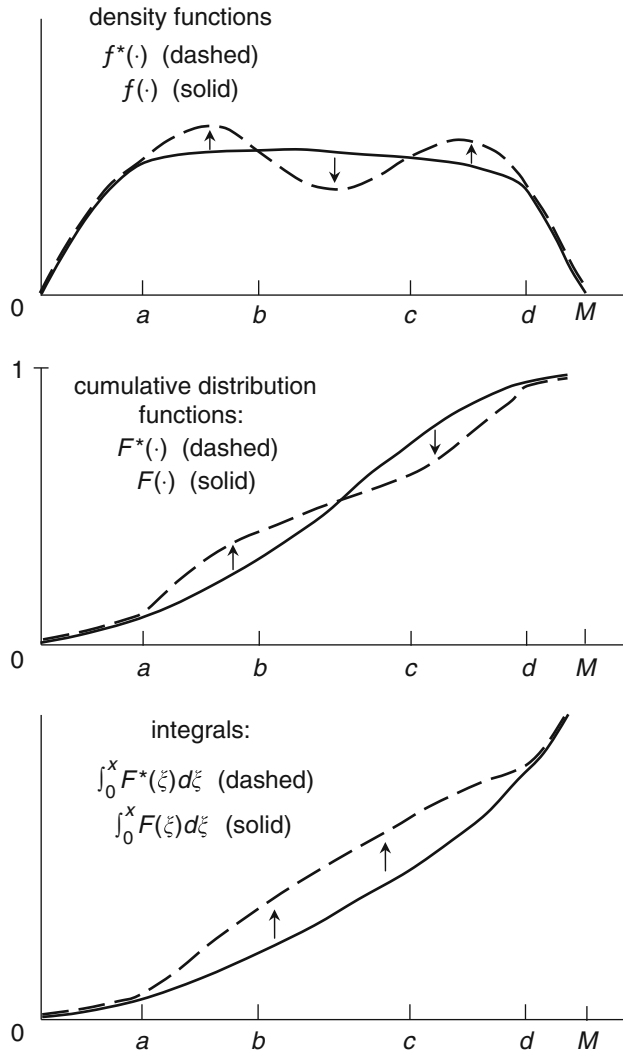 density functions
f*(·) (dashed)
f(·) (solid)
0 a b c d M
1
cumulative distribution
functions:
F*(·) (dashed)
F(·) (solid)
0 a b c d M
integrals:
∫₀ˣ F*(ξ)dξ (dashed)
∫₀ˣ F(ξ)dξ (solid)
0 a b c d M